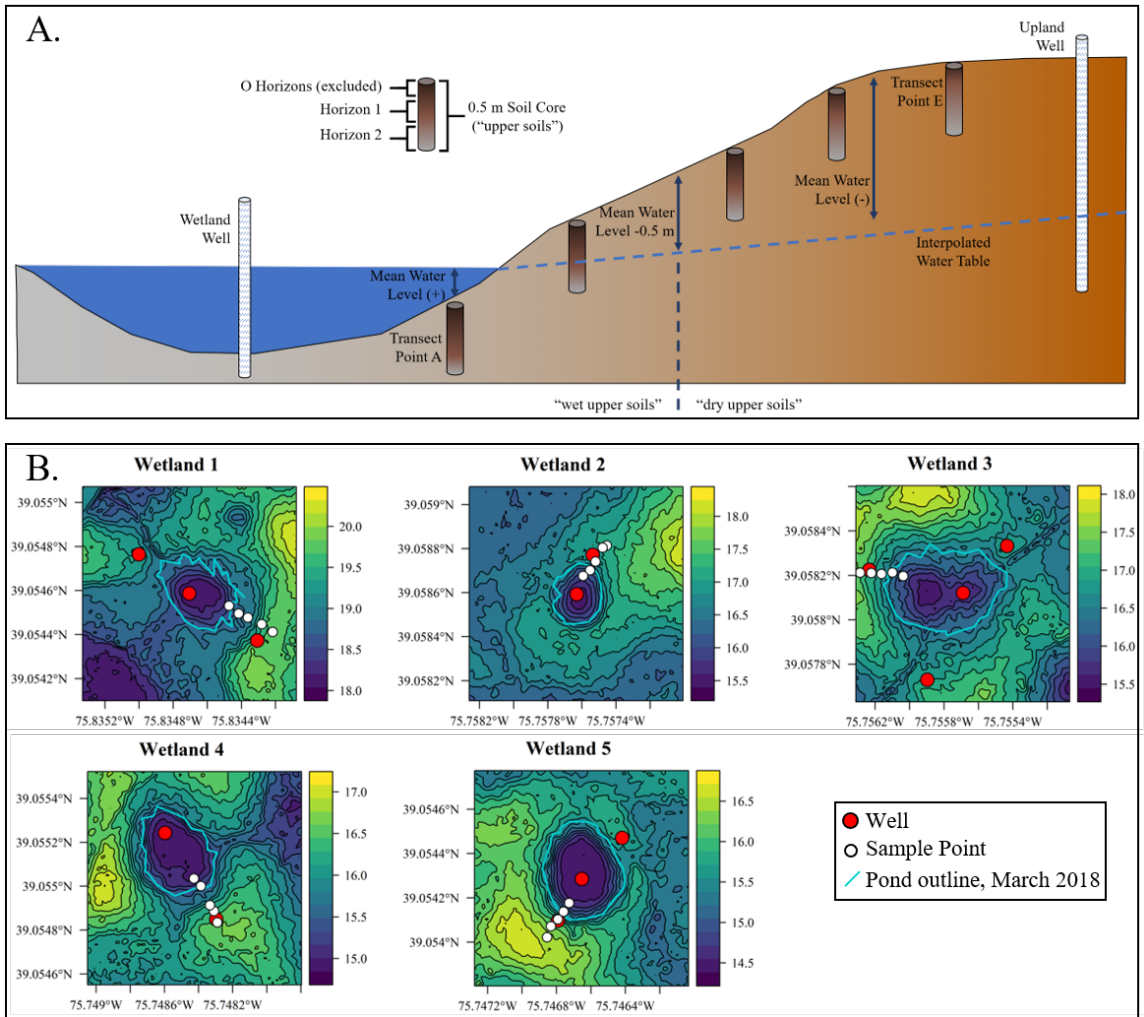 A.
Upland
Well
O Horizons (excluded)
Horizon 1
Horizon 2
0.5 m Soil Core
(“upper soils”)
Transect
Point E
Wetland
Well
Mean Water
Level -0.5 m
Mean Water
Level (-)
Interpolated
Water Table
Mean Water
Level (+)
Transect
Point A
“wet upper soils”
“dry upper soils”
B.
Wetland 1
39.055°N
39.0548°N
39.0546°N
39.0544°N
39.0542°N
75.8352°W
75.8348°W
75.8344°W
20.0
19.5
19.0
18.5
18.0
Wetland 2
39.059°N
39.0588°N
39.0586°N
39.0584°N
39.0582°N
75.7582°W
75.7578°W
75.7574°W
18.0
17.5
17.0
16.5
16.0
15.5
Wetland 3
39.0584°N
39.0582°N
39.058°N
39.0578°N
75.7562°W
75.7558°W
75.7554°W
18.0
17.5
17.0
16.5
16.0
15.5
Wetland 4
39.0554°N
39.0552°N
39.055°N
39.0548°N
39.0546°N
75.749°W
75.7486°W
75.7482°W
17.0
16.5
16.0
15.5
15.0
Wetland 5
39.0546°N
39.0544°N
39.0542°N
39.054°N
75.7472°W
75.7468°W
75.7464°W
16.5
16.0
15.5
15.0
14.5
Well
Sample Point
Pond outline, March 2018